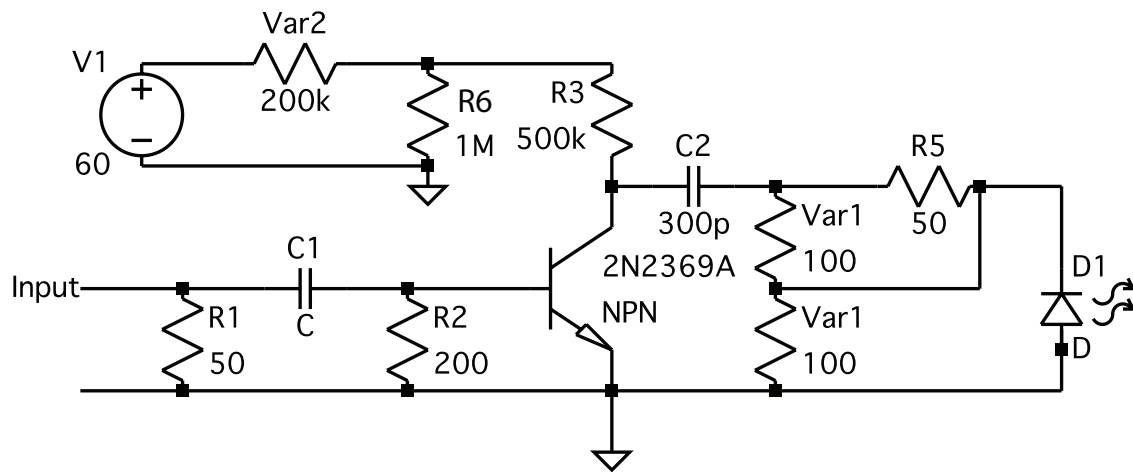 Var2
V1
200k
60
R6
1M
R3
500k
C2
300p
R5
50
Var1
100
2N2369A
NPN
D1
D
Input
C1
C
R1
50
R2
200
Var1
100